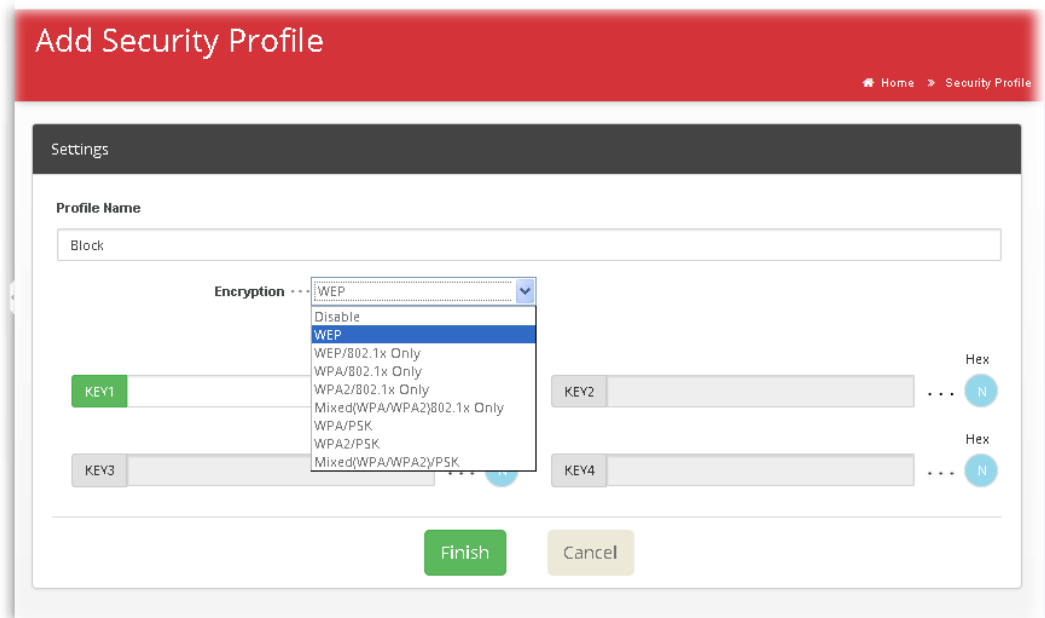 Add Security Profile
Home » Security Profile
Settings
Profile Name
Block
Encryption ··· WEP
Disable
WEP
WEP/802.1x Only
WPA/802.1x Only
WPA2/802.1x Only
Mixed(WPA/WPA2)802.1x Only
WPA/PSK
WPA2/PSK
Mixed(WPA/WPA2)/PSK
Hex
KEY1 KEY2 ... N
Hex
KEY3 ... N KEY4 ... N
Finish Cancel